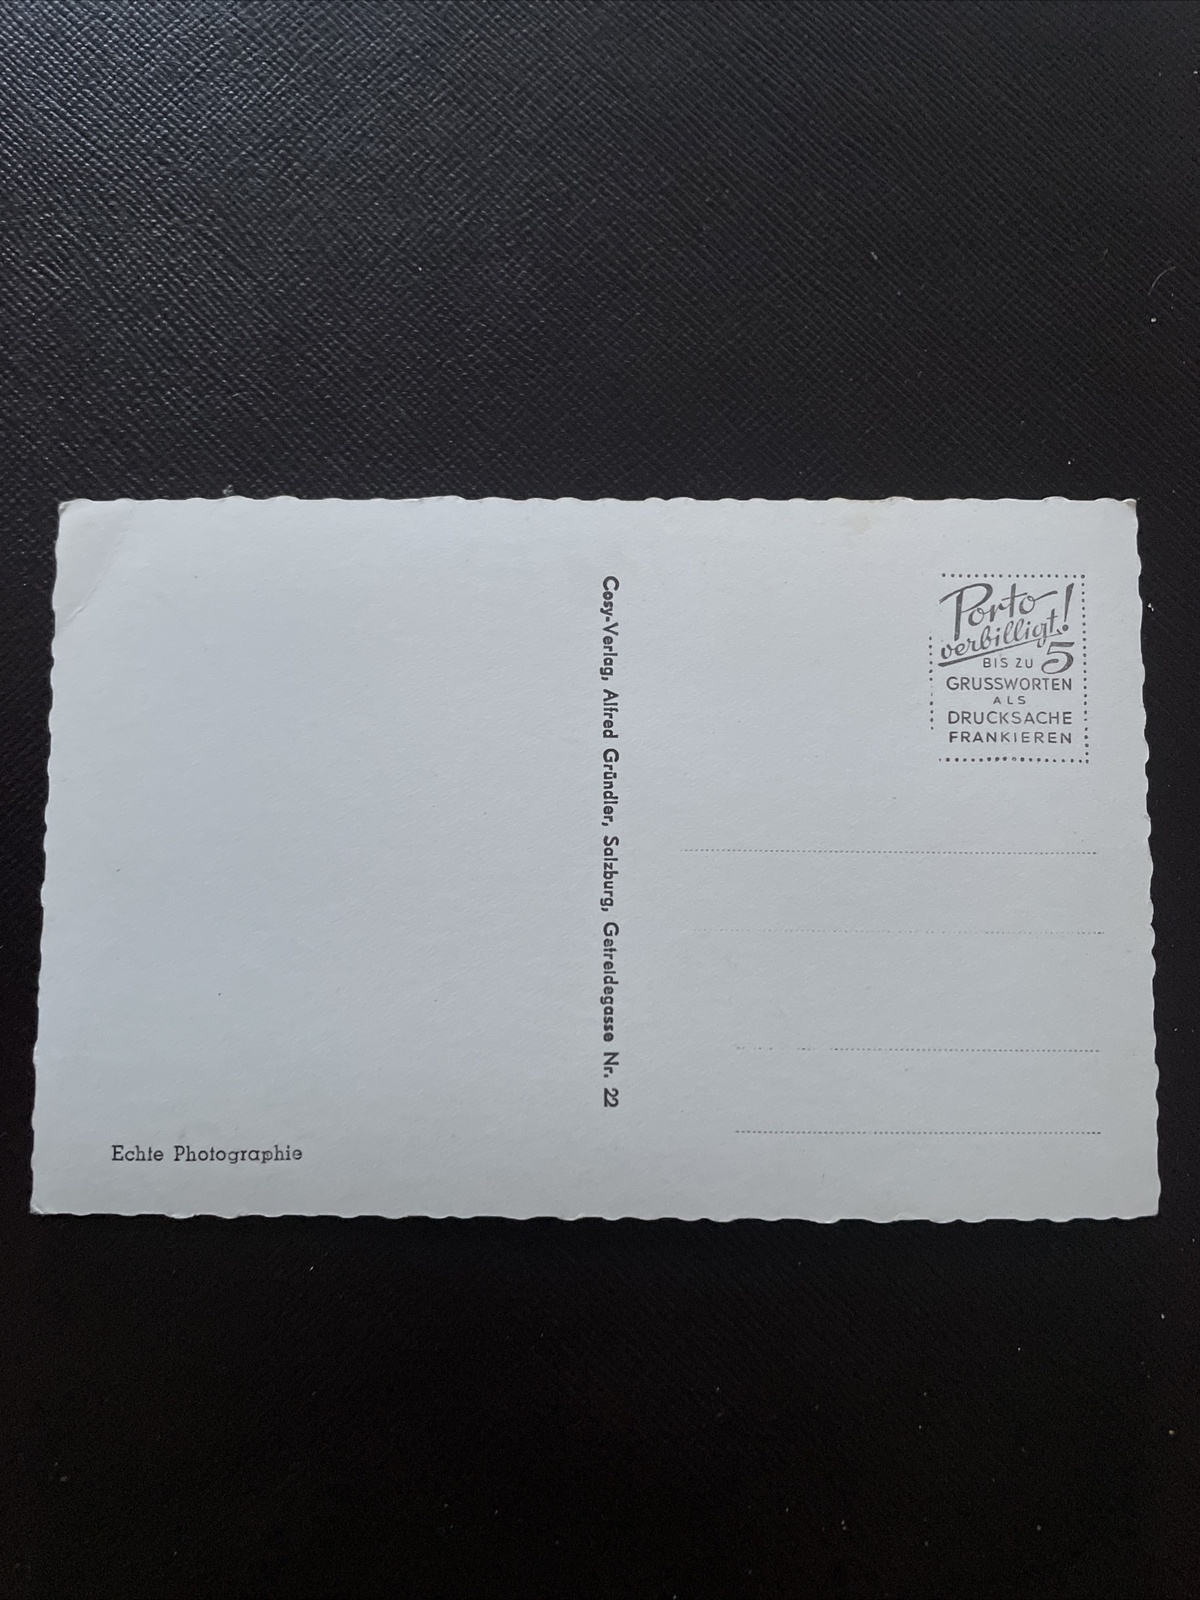 Porto
verbilligt!
BIS ZU 5
GRUSSWORTEN
ALS
DRUCKSACHE
FRANKIEREN
Cosy-Verlag, Alfred Gründler, Salzburg, Getreidegasse Nr. 22
Echte Photographie